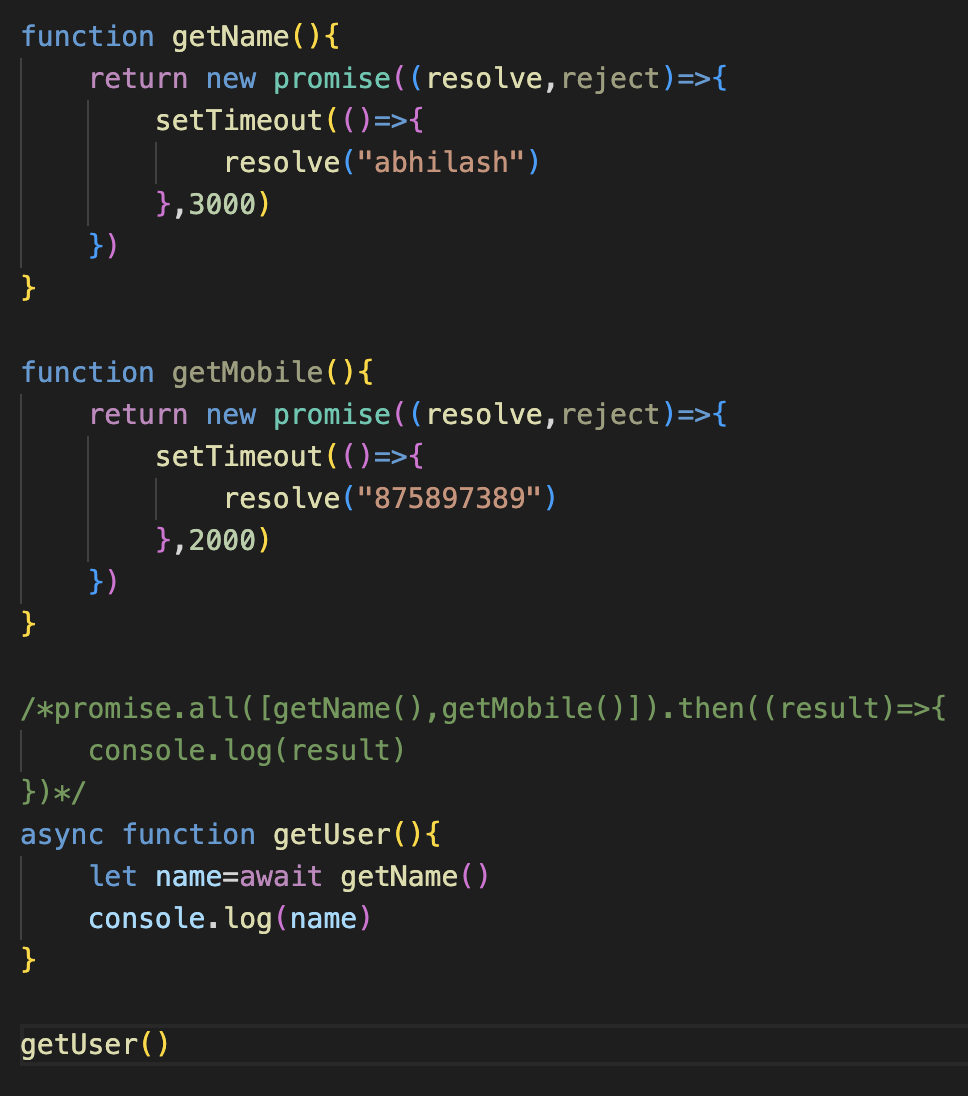 function getName(){
    return new promise((resolve,reject)=>{
        setTimeout(()=>{
            resolve("abhilash")
        },3000)
    })
}

function getMobile(){
    return new promise((resolve,reject)=>{
        setTimeout(()=>{
            resolve("875897389")
        },2000)
    })
}

/*promise.all([getName(),getMobile()]).then((result)=>{
    console.log(result)
})*/
async function getUser(){
    let name=await getName()
    console.log(name)
}

getUser()